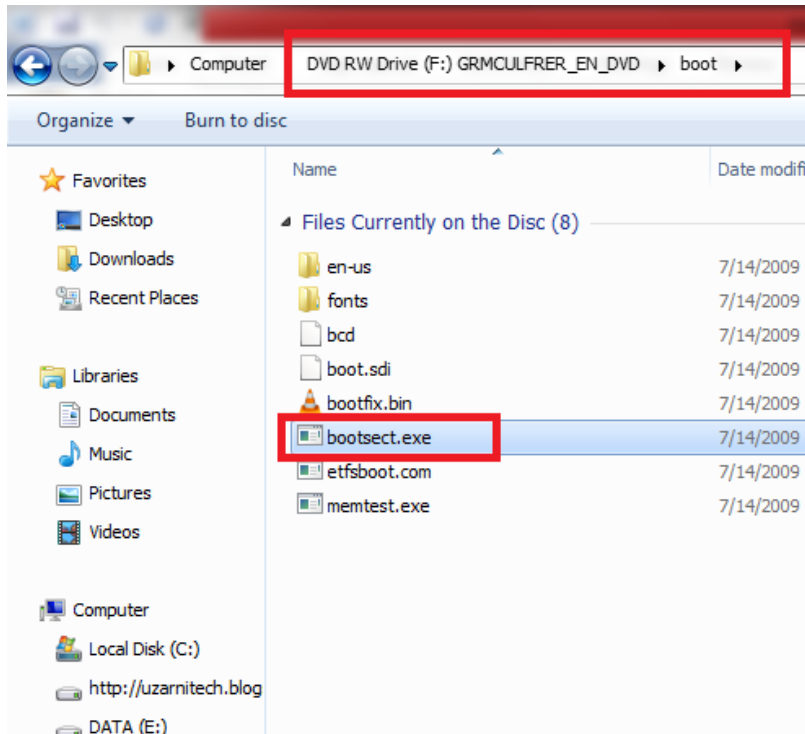 Computer DVD RW Drive (F:) GRMCULFRER_EN_DVD boot
Organize Burn to disc
Favorites
Desktop
Downloads
Recent Places
Libraries
Documents
Music
Pictures
Videos
Computer
Local Disk (C:)
http://uzarnitech.blog
DATA (E:)
Name Date modifi
Files Currently on the Disc (8)
en-us 7/14/2009
fonts 7/14/2009
bcd 7/14/2009
boot.sdi 7/14/2009
bootfix.bin 7/14/2009
bootsect.exe 7/14/2009
etfsboot.com 7/14/2009
memtest.exe 7/14/2009